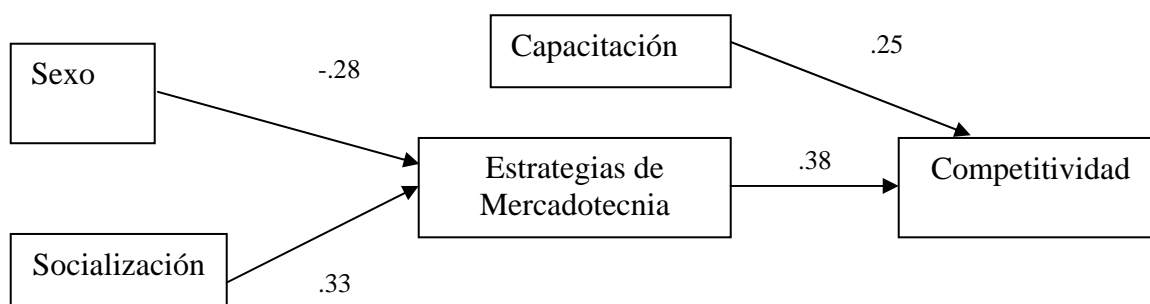 Capacitación
.25
Sexo
-.28
Estrategias de
Mercadotecnia
.38
Competitividad
Socialización
.33